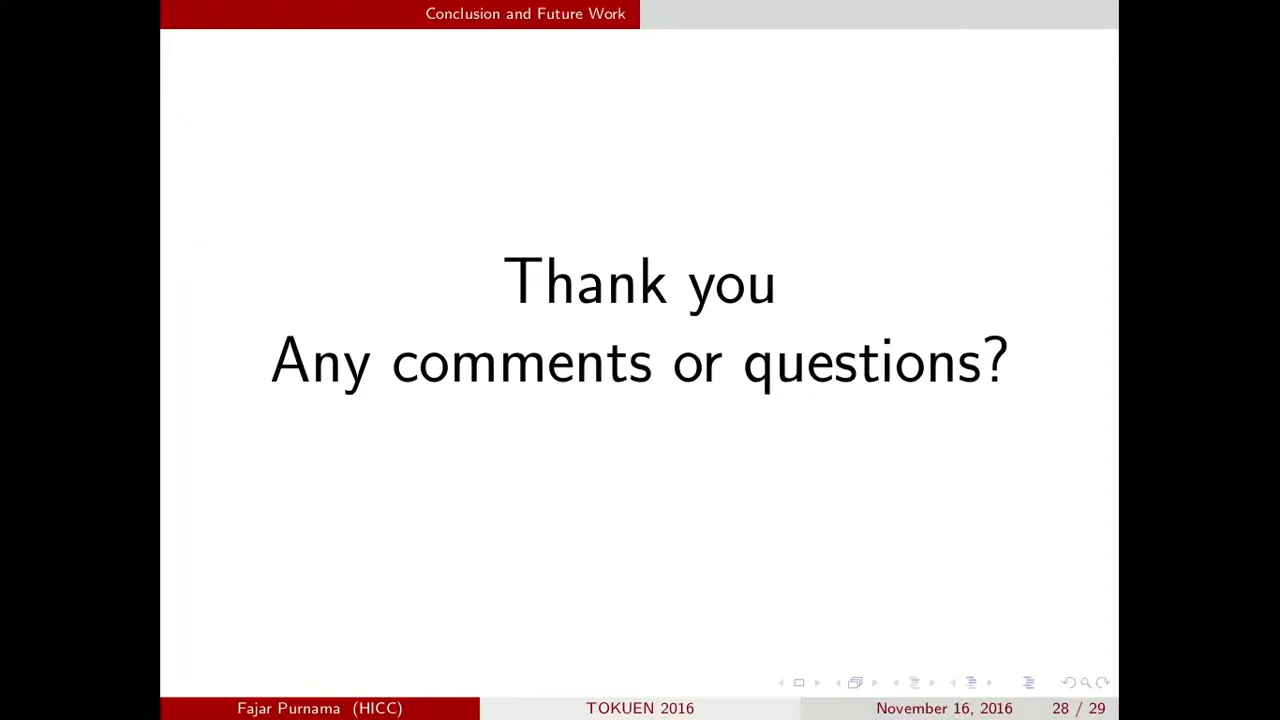 Conclusion and Future Work
Thank you
Any comments or questions?
Fajar Purnama (HICC)
TOKUEN 2016
November 16, 2016
28 / 29